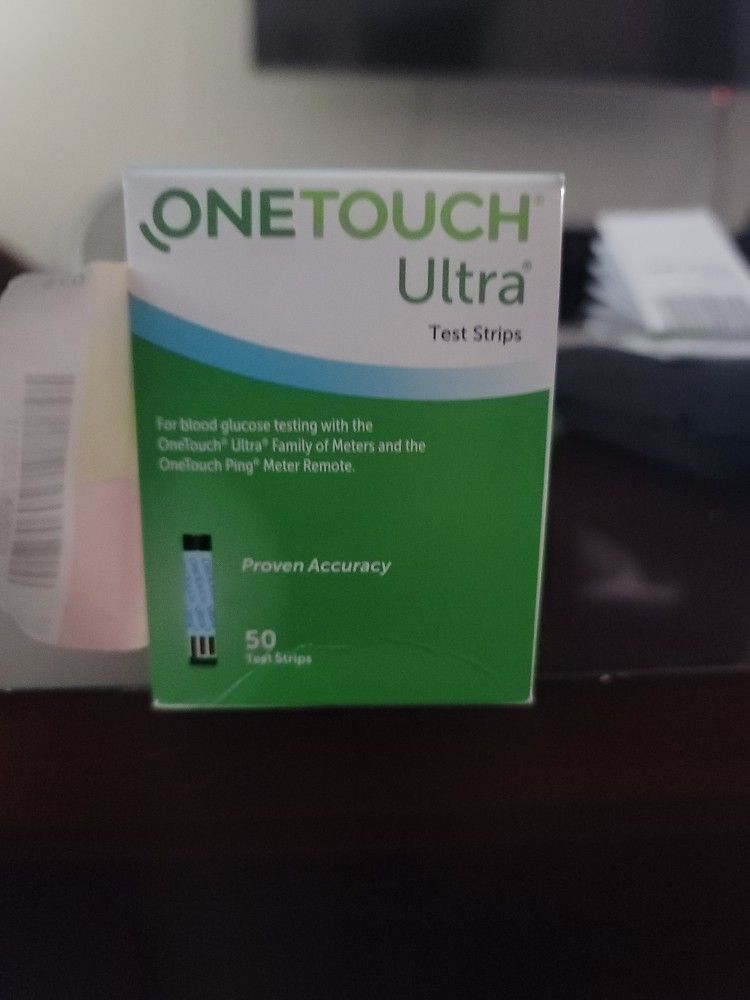 ONETOUCH®
Ultra®
Test Strips
For blood glucose testing with the
OneTouch® Ultra® Family of Meters and the
OneTouch Ping® Meter Remote.
Proven Accuracy
50
Test Strips